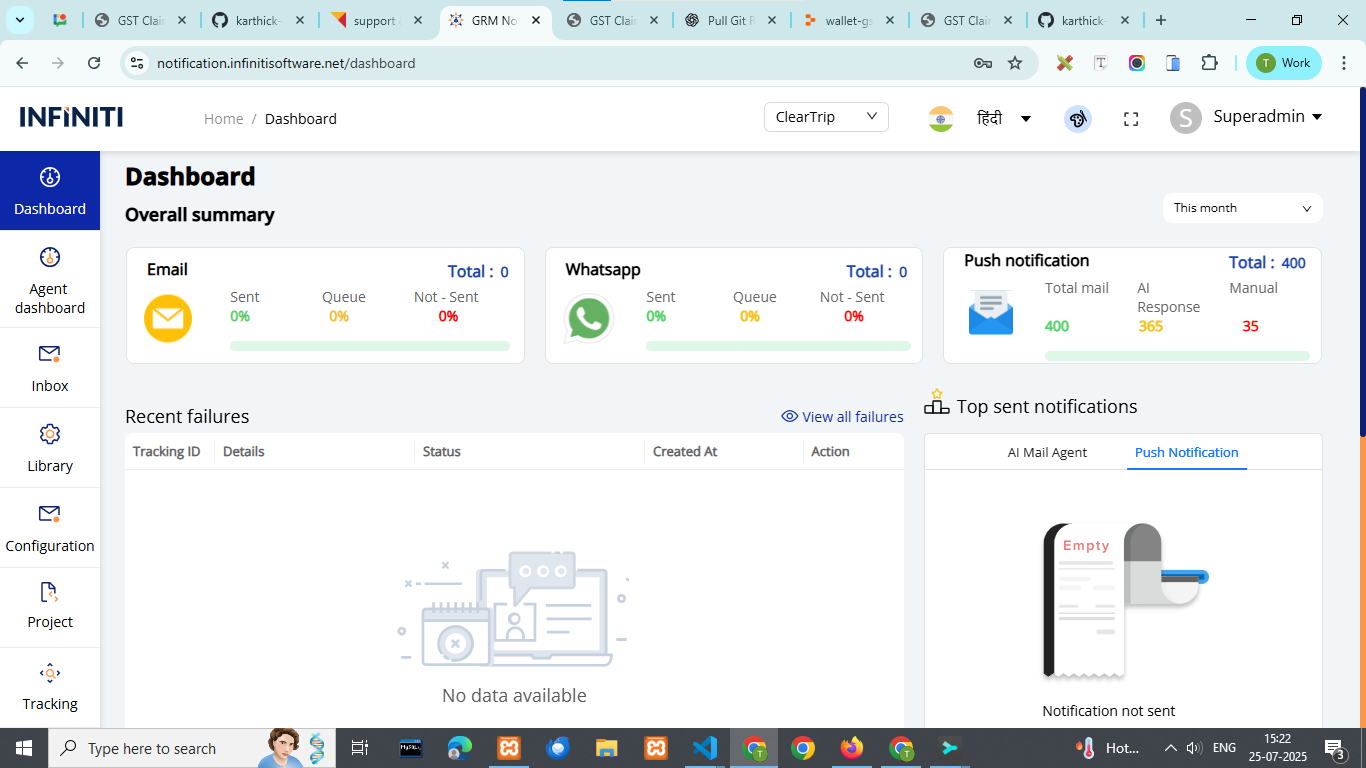 GST Clai
karthick-
support
GRM No
GST Clai
Pull Git R
wallet-gs
GST Clai
karthick-
notification.infinitisoftware.net/dashboard
T Work
INFINITI
Home / Dashboard
ClearTrip
हिंदी
S Superadmin
Dashboard
Agent dashboard
Inbox
Library
Configuration
Project
Tracking
Dashboard
Overall summary
This month
Email
Total : 0
Sent Queue Not - Sent
0% 0% 0%
Whatsapp
Total : 0
Sent Queue Not - Sent
0% 0% 0%
Push notification
Total : 400
Total mail AI Response Manual
400 365 35
Recent failures
View all failures
Tracking ID Details Status Created At Action
No data available
Top sent notifications
AI Mail Agent Push Notification
Empty
Notification not sent
Type here to search
MySQL
Hot...
ENG
15:22
25-07-2025
3